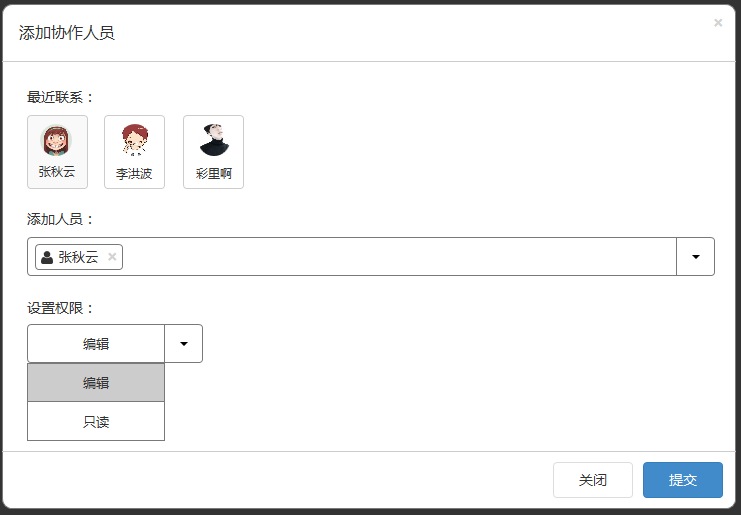 添加协作人员
×
最近联系：
张秋云 李洪波 彩里啊
添加人员：
张秋云 ×
设置权限：
编辑
编辑
只读
关闭 提交